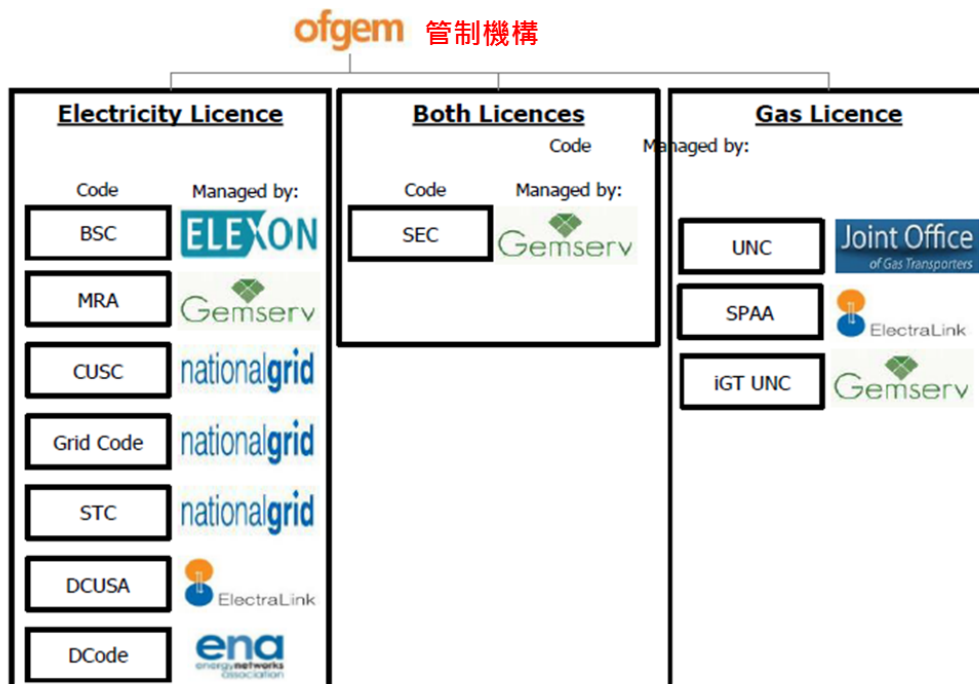 ofgem 管制機構
Electricity Licence
Code Managed by:
BSC ELEXON
MRA Gemserv
CUSC nationalgrid
Grid Code nationalgrid
STC nationalgrid
DCUSA ElectraLink
DCode ena
energynetworks
association
Both Licences
Code Managed by:
Code Managed by:
SEC Gemserv
Gas Licence
UNC Joint Office
of Gas Transporters
SPAA ElectraLink
iGT UNC Gemserv